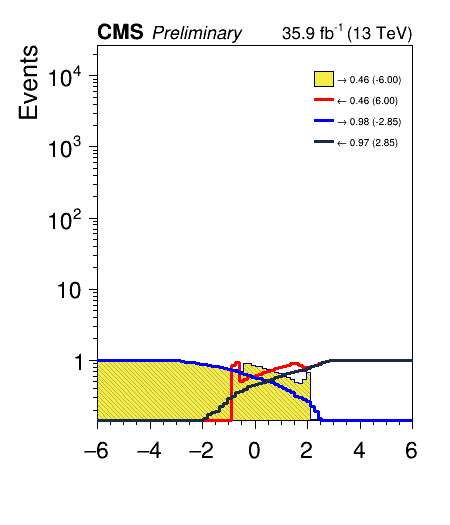 CMS Preliminary 35.9 fb⁻¹ (13 TeV)
Events
10⁴
10³
10²
10
1
→ 0.46 (-6.00)
← 0.46 (6.00)
→ 0.98 (-2.85)
← 0.97 (2.85)
−6 −4 −2 0 2 4 6